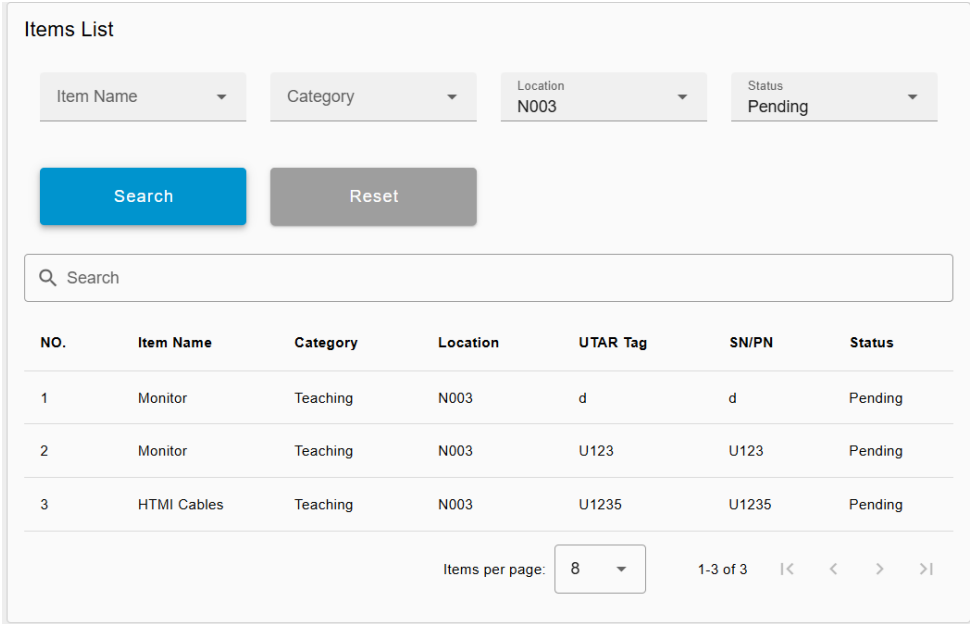 Items List
Item Name Category Location N003 Status Pending
Search Reset
Search
NO. Item Name Category Location UTAR Tag SN/PN Status
1 Monitor Teaching N003 d d Pending
2 Monitor Teaching N003 U123 U123 Pending
3 HTMI Cables Teaching N003 U1235 U1235 Pending
Items per page: 8 1-3 of 3